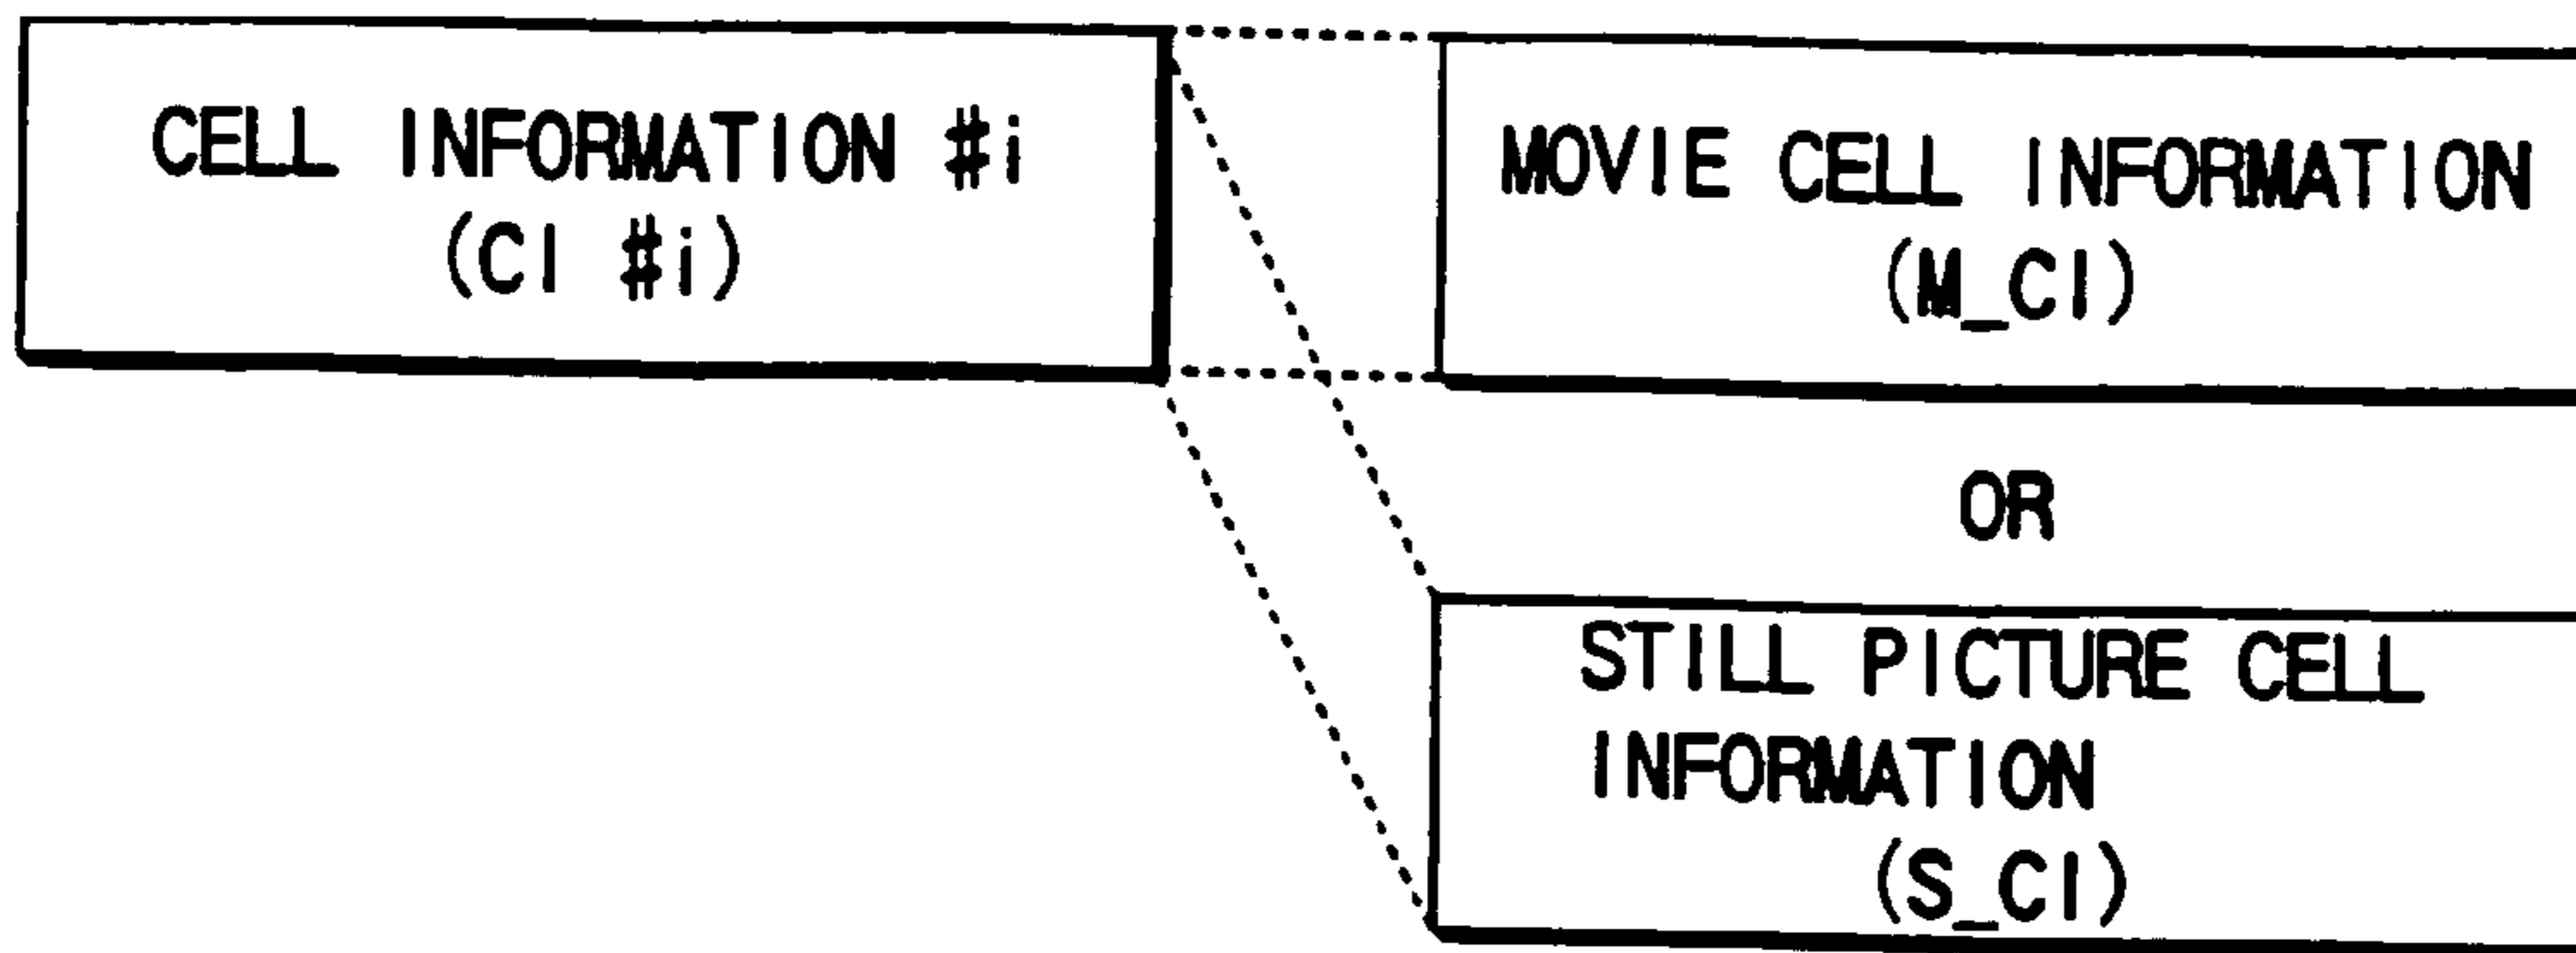 CELL INFORMATION #i
(CI #i)
MOVIE CELL INFORMATION
(M_CI)
OR
STILL PICTURE CELL
INFORMATION
(S_CI)